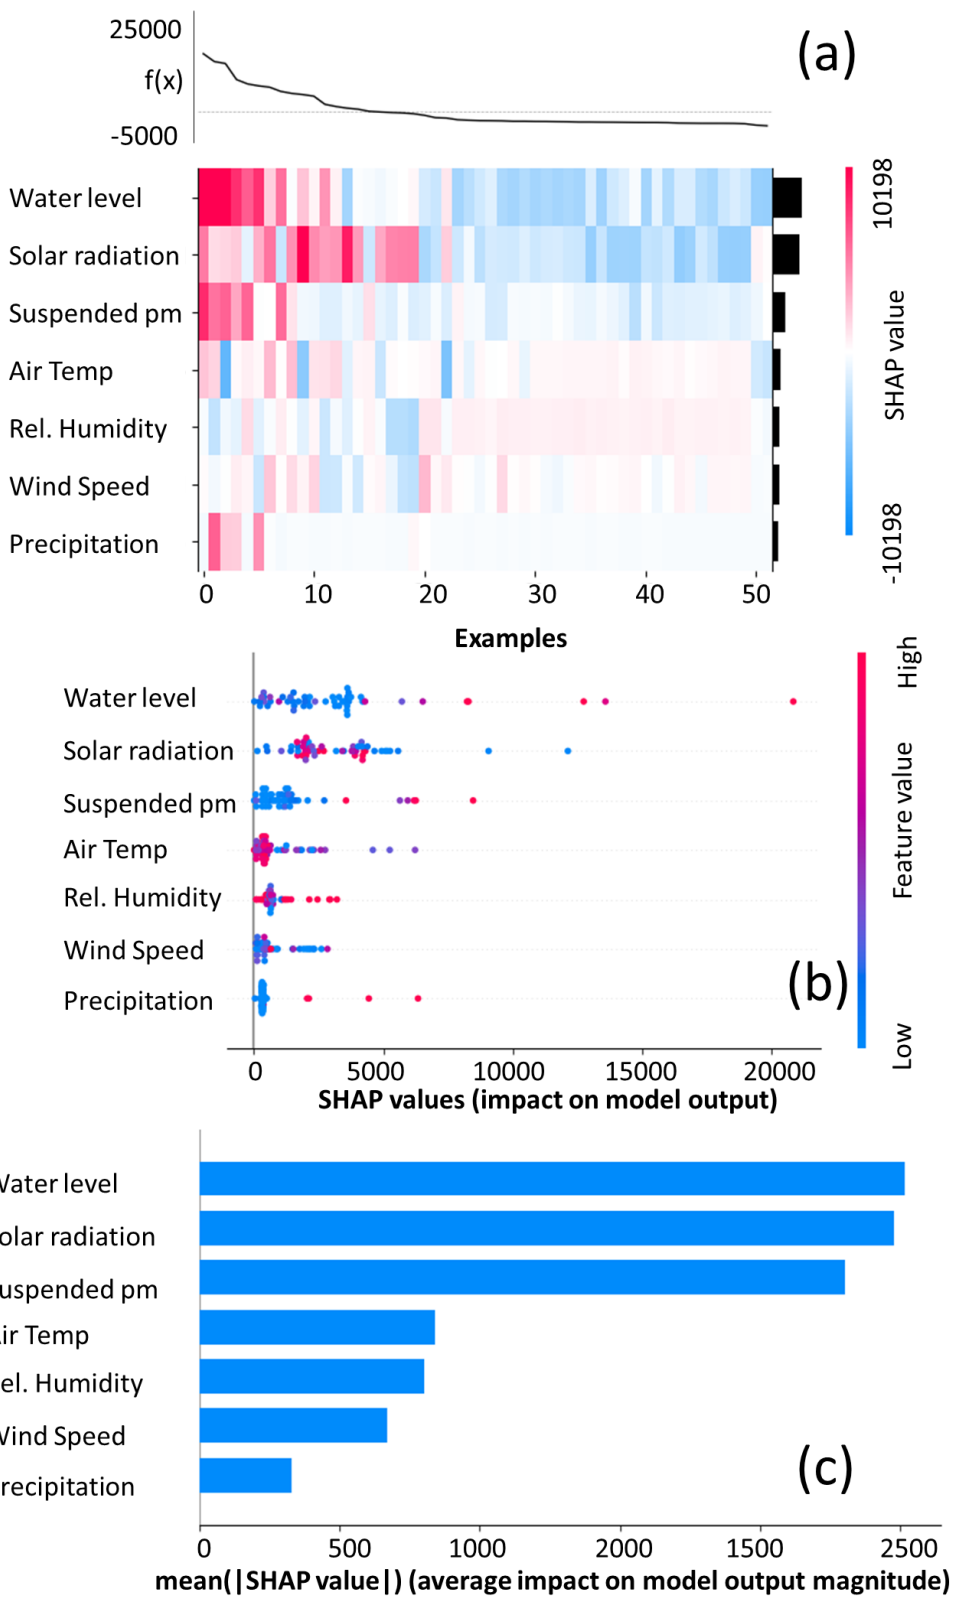 25000
(a)
f(x)
-5000
Water level
Solar radiation
Suspended pm
Air Temp
Rel. Humidity
Wind Speed
Precipitation
10198
SHAP value
-10198
0 10 20 30 40 50
Examples
Water level
Solar radiation
Suspended pm
Air Temp
Rel. Humidity
Wind Speed
Precipitation
High
Feature value
Low
(b)
0 5000 10000 15000 20000
SHAP values (impact on model output)
Water level
olar radiation
uspended pm
ir Temp
el. Humidity
Wind Speed
recipitation
(c)
0 500 1000 2000 1500 2500
mean(|SHAP value|) (average impact on model output magnitude)